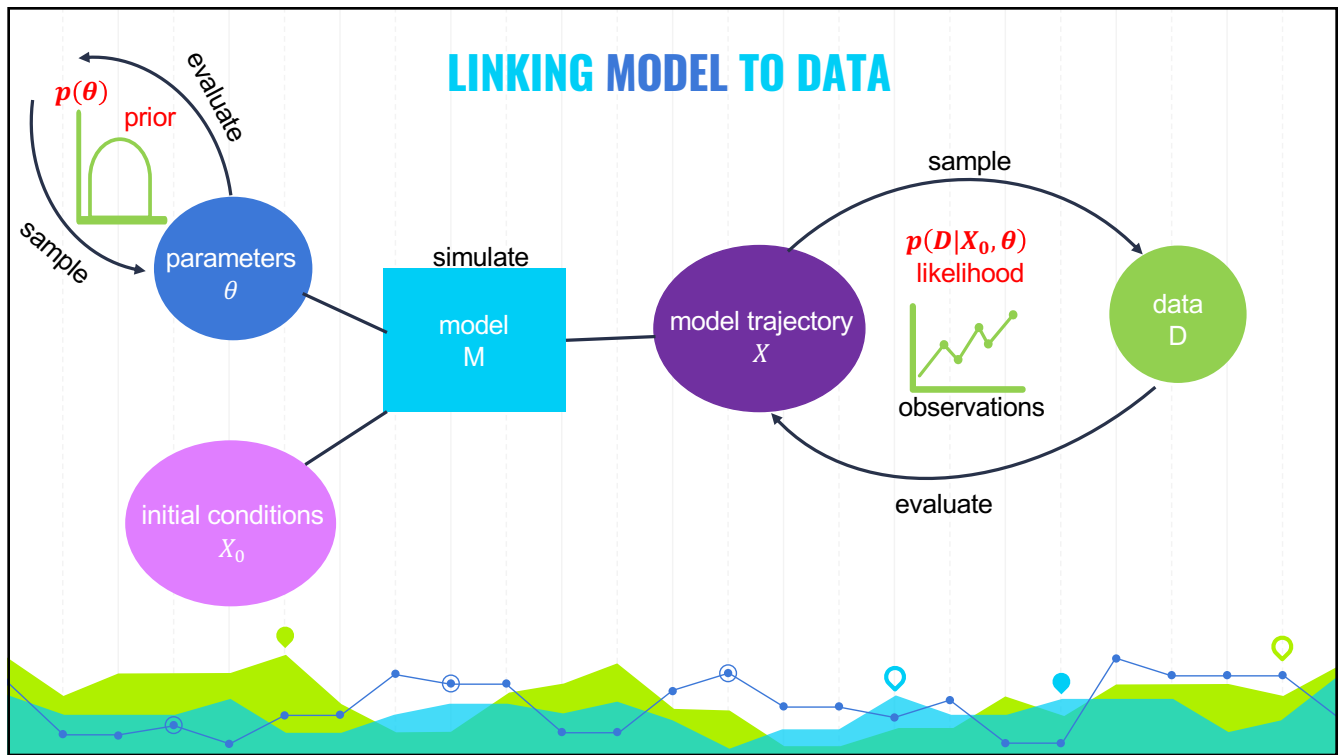 LINKING MODEL TO DATA
evaluate
p(θ)
prior
sample
parameters
θ
simulate
model
M
initial conditions
X₀
model trajectory
X
sample
p(D|X₀, θ)
likelihood
observations
evaluate
data
D